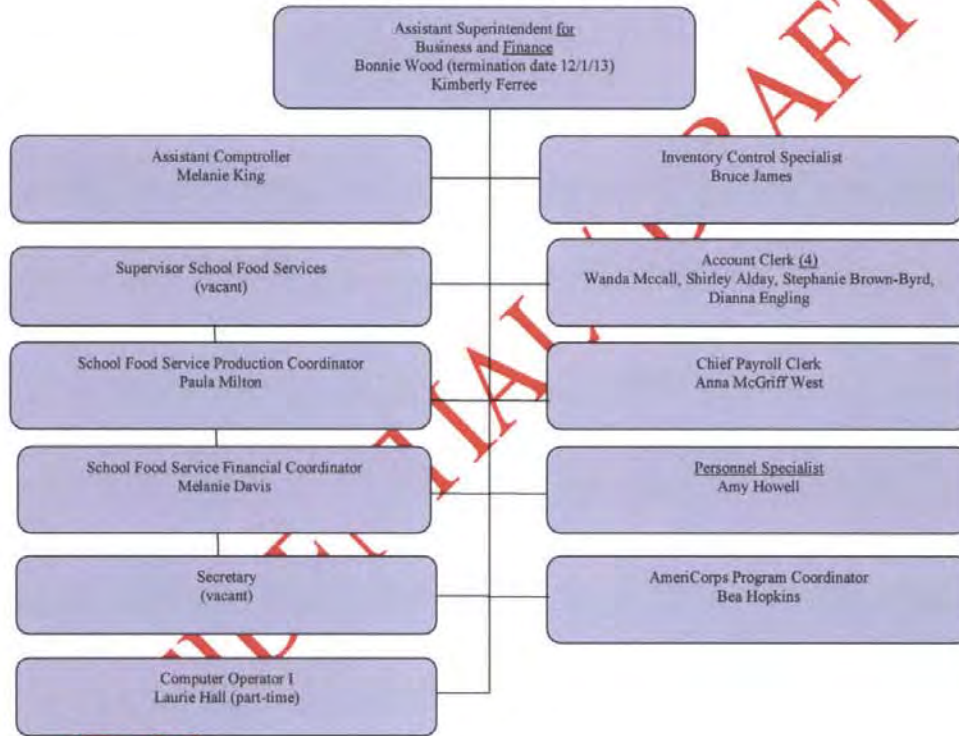 Assistant Superintendent for
Business and Finance
Bonnie Wood (termination date 12/1/13)
Kimberly Ferree
Assistant Comptroller
Melanie King
Inventory Control Specialist
Bruce James
Supervisor School Food Services
(vacant)
Account Clerk (4)
Wanda Mccall, Shirley Alday, Stephanie Brown-Byrd,
Dianna Engling
School Food Service Production Coordinator
Paula Milton
Chief Payroll Clerk
Anna McGriff West
School Food Service Financial Coordinator
Melanie Davis
Personnel Specialist
Amy Howell
Secretary
(vacant)
AmeriCorps Program Coordinator
Bea Hopkins
Computer Operator I
Laurie Hall (part-time)